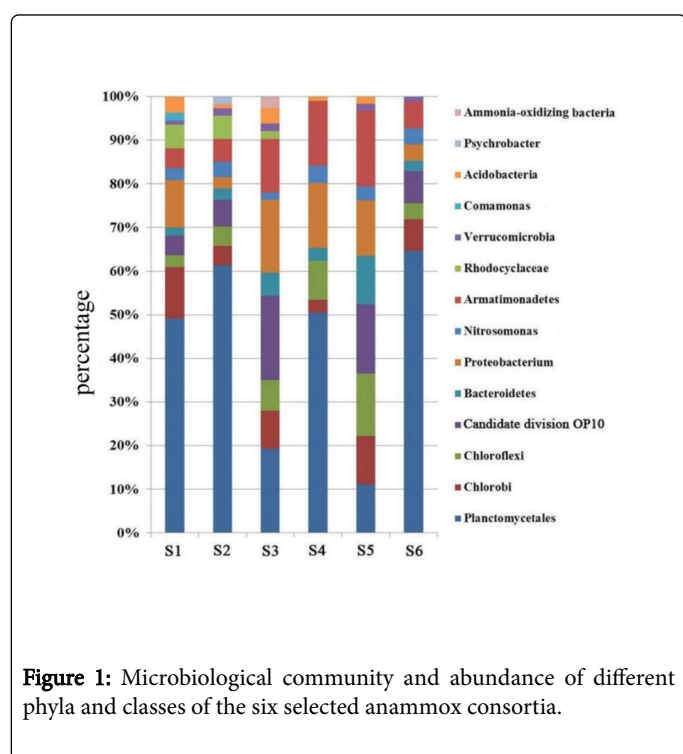 100%
90%
80%
70%
60%
50%
40%
30%
20%
10%
0%
percentage
S1 S2 S3 S4 S5 S6
Ammonia-oxidizing bacteria
Psychrobacter
Acidobacteria
Comamonas
Verrucomicrobia
Rhodocyclaceae
Armatimonadetes
Nitrosomonas
Proteobacterium
Bacteroidetes
Candidate division OP10
Chloroflexi
Chlorobi
Planctomycetales
Figure 1: Microbiological community and abundance of different
phyla and classes of the six selected anammox consortia.